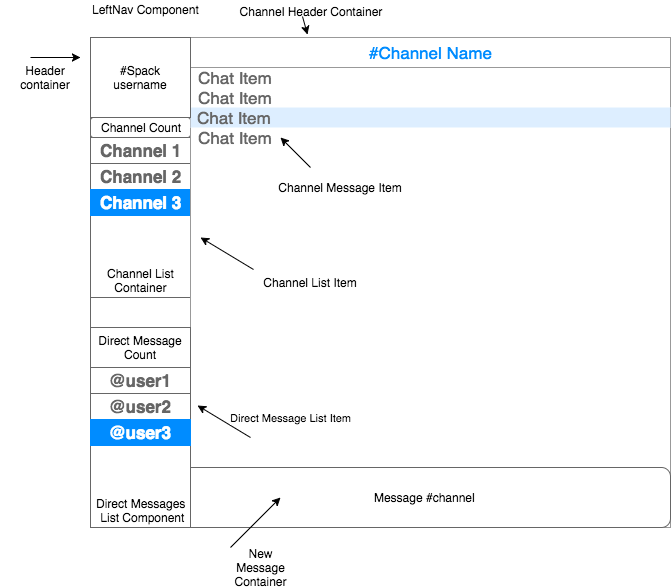 LeftNav Component
Channel Header Container
Header
container
#Spack
username
#Channel Name
Chat Item
Chat Item
Chat Item
Chat Item
Channel Message Item
Channel Count
Channel 1
Channel 2
Channel 3
Channel List Item
Channel List
Container
Direct Message
Count
@user1
@user2
@user3
Direct Message List Item
Direct Messages
List Component
Message #channel
New
Message
Container